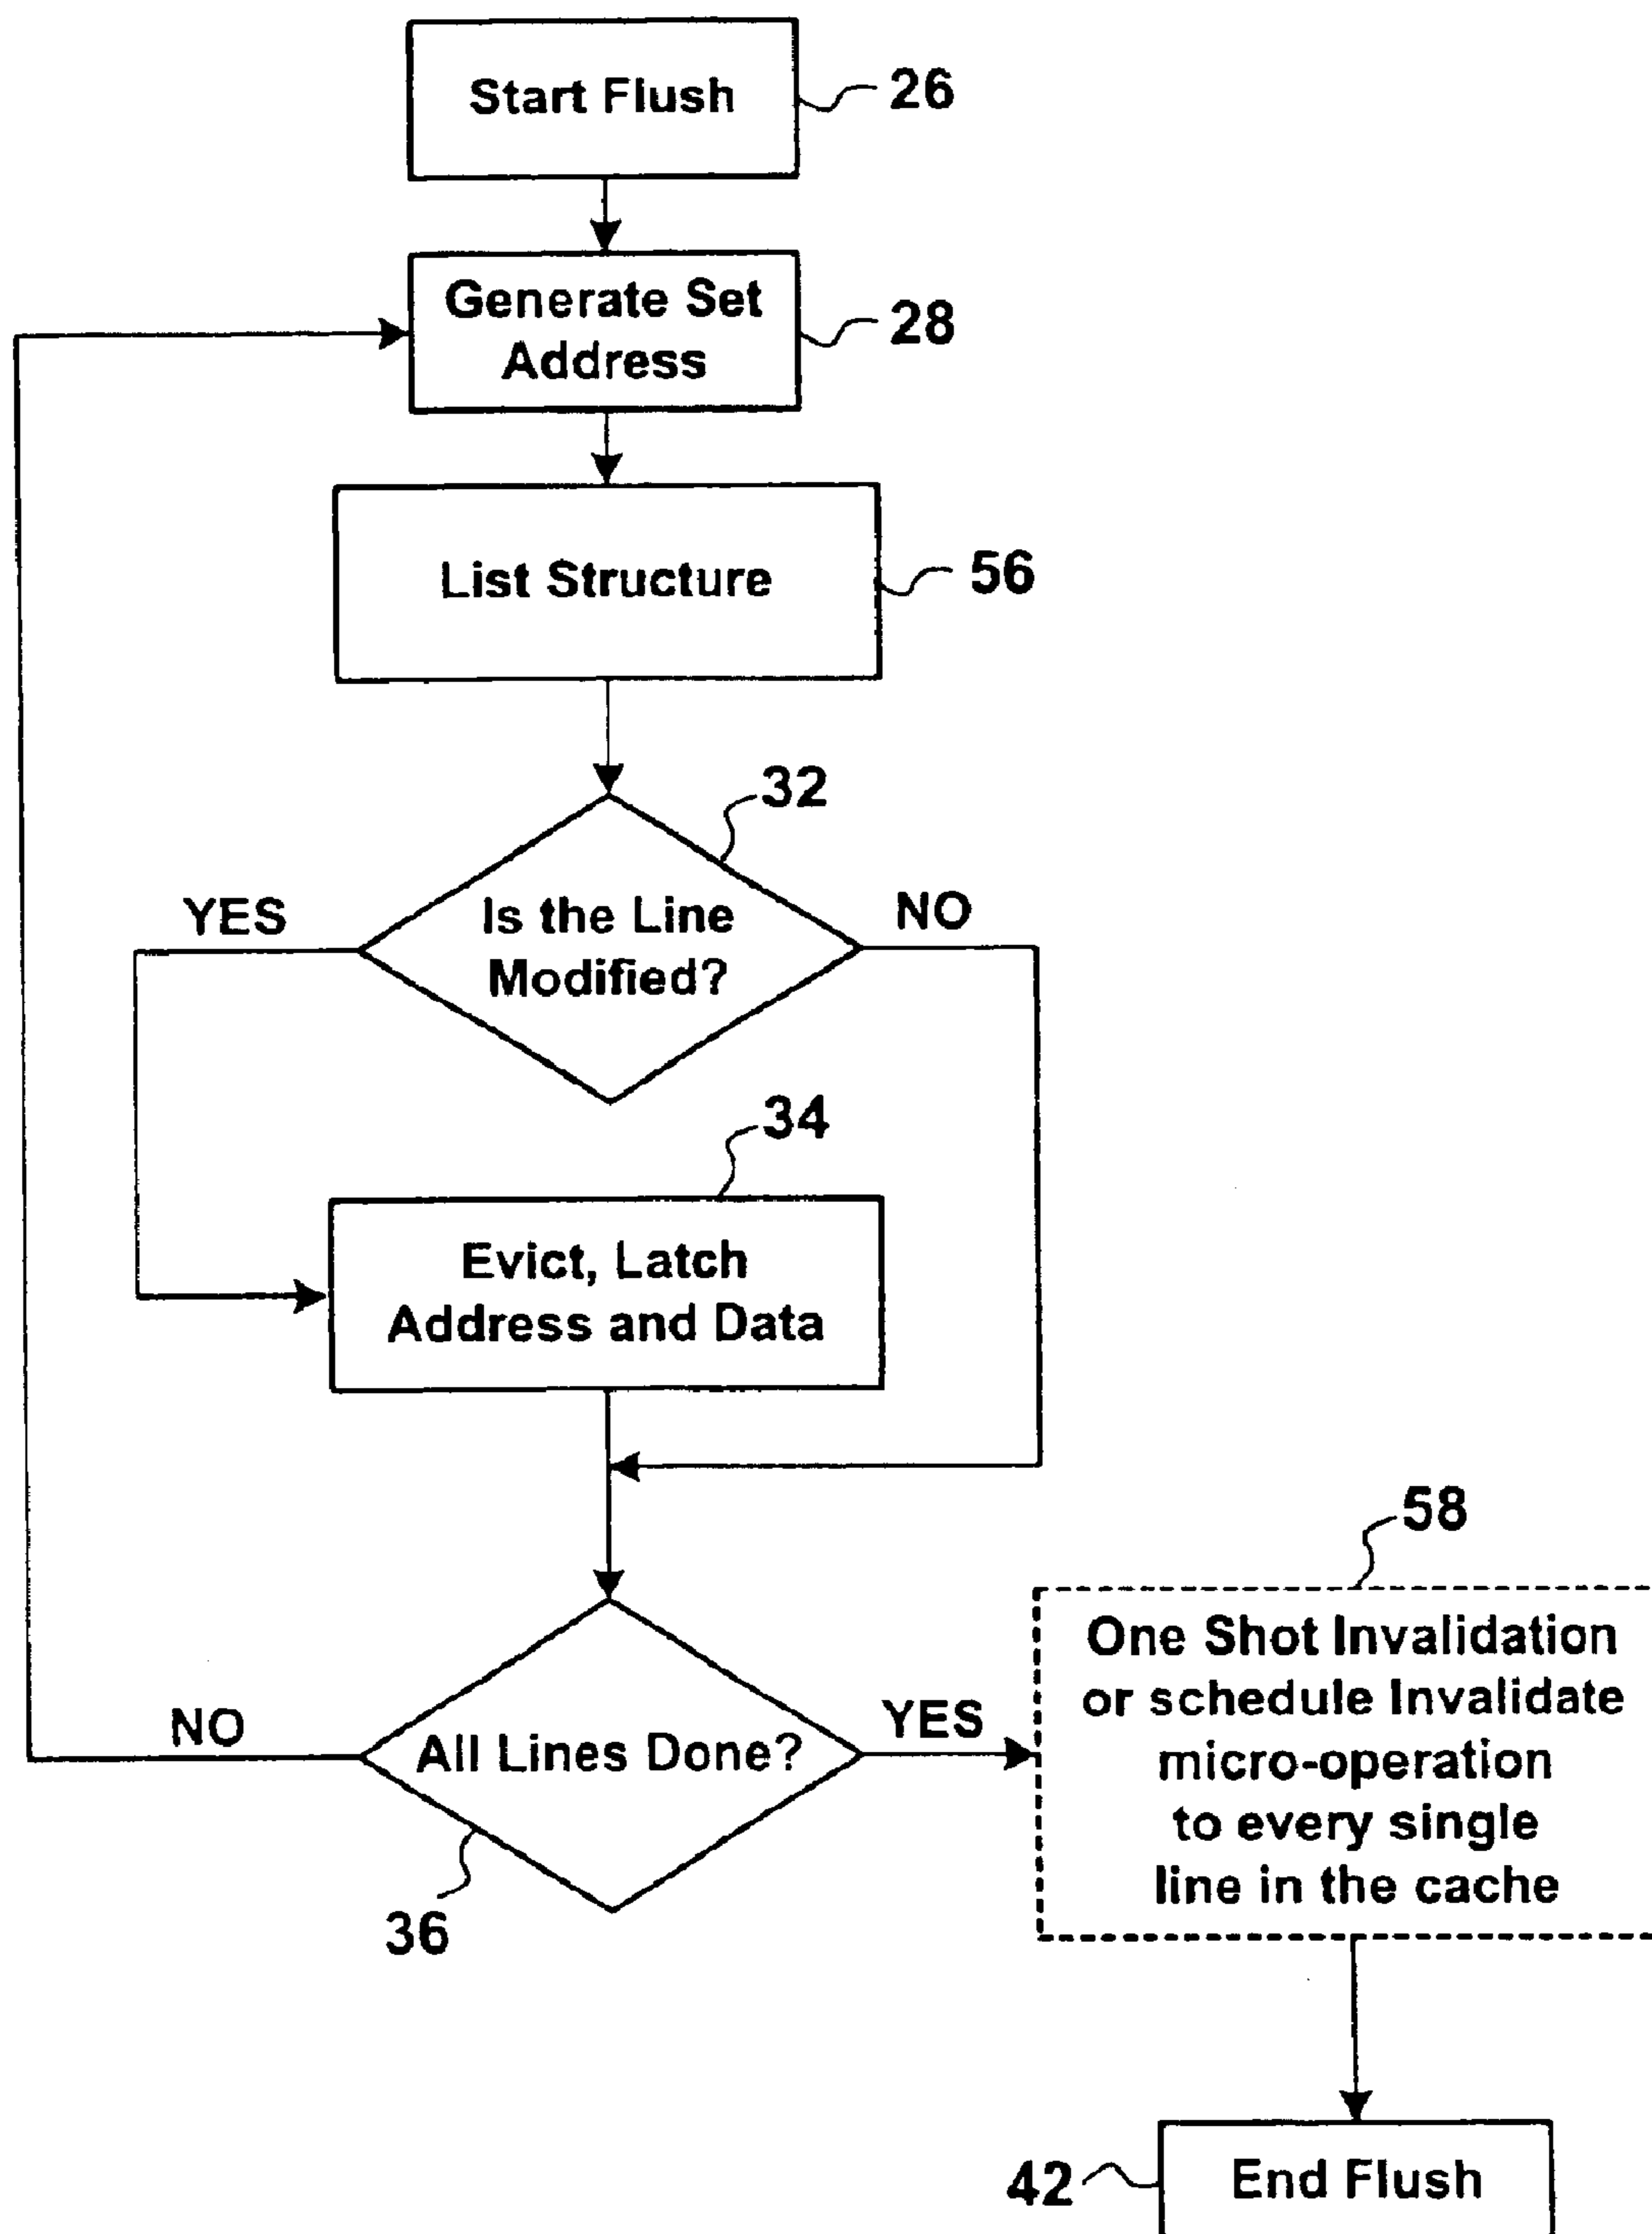 Start Flush
26
Generate Set
Address
28
List Structure
56
32
Is the Line
Modified?
YES
NO
34
Evict, Latch
Address and Data
58
One Shot Invalidation
or schedule Invalidate
micro-operation
to every single
line in the cache
All Lines Done?
NO
YES
36
42
End Flush